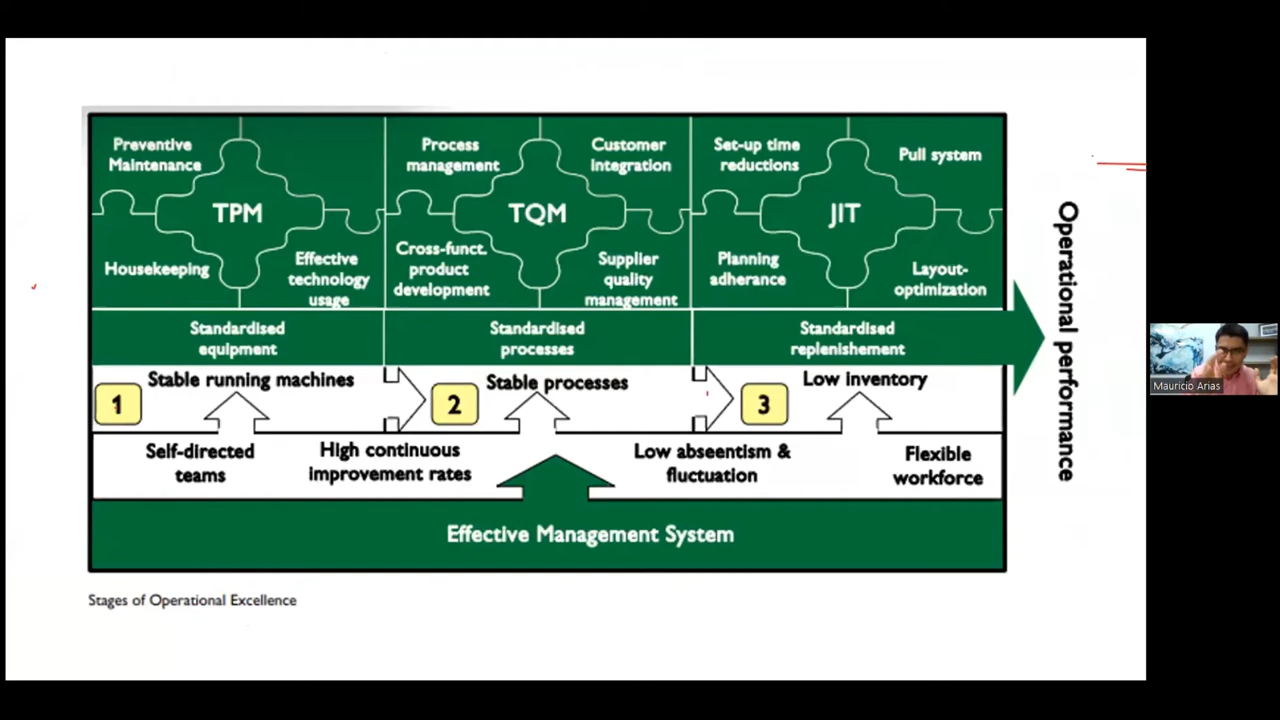 Preventive
Maintenance
Process
management
Customer
integration
Set-up time
reductions
Pull system
TPM
TQM
JIT
Housekeeping
Effective
technology
usage
Cross-funct.
product
development
Supplier
quality
management
Planning
adherance
Layout-
optimization
Standardised
equipment
Standardised
processes
Standardised
replenishement
1
Stable running machines
2
Stable processes
3
Low inventory
Self-directed
teams
High continuous
improvement rates
Low abseentism &
fluctuation
Flexible
workforce
Effective Management System
Operational performance
Stages of Operational Excellence
Mauricio Arias